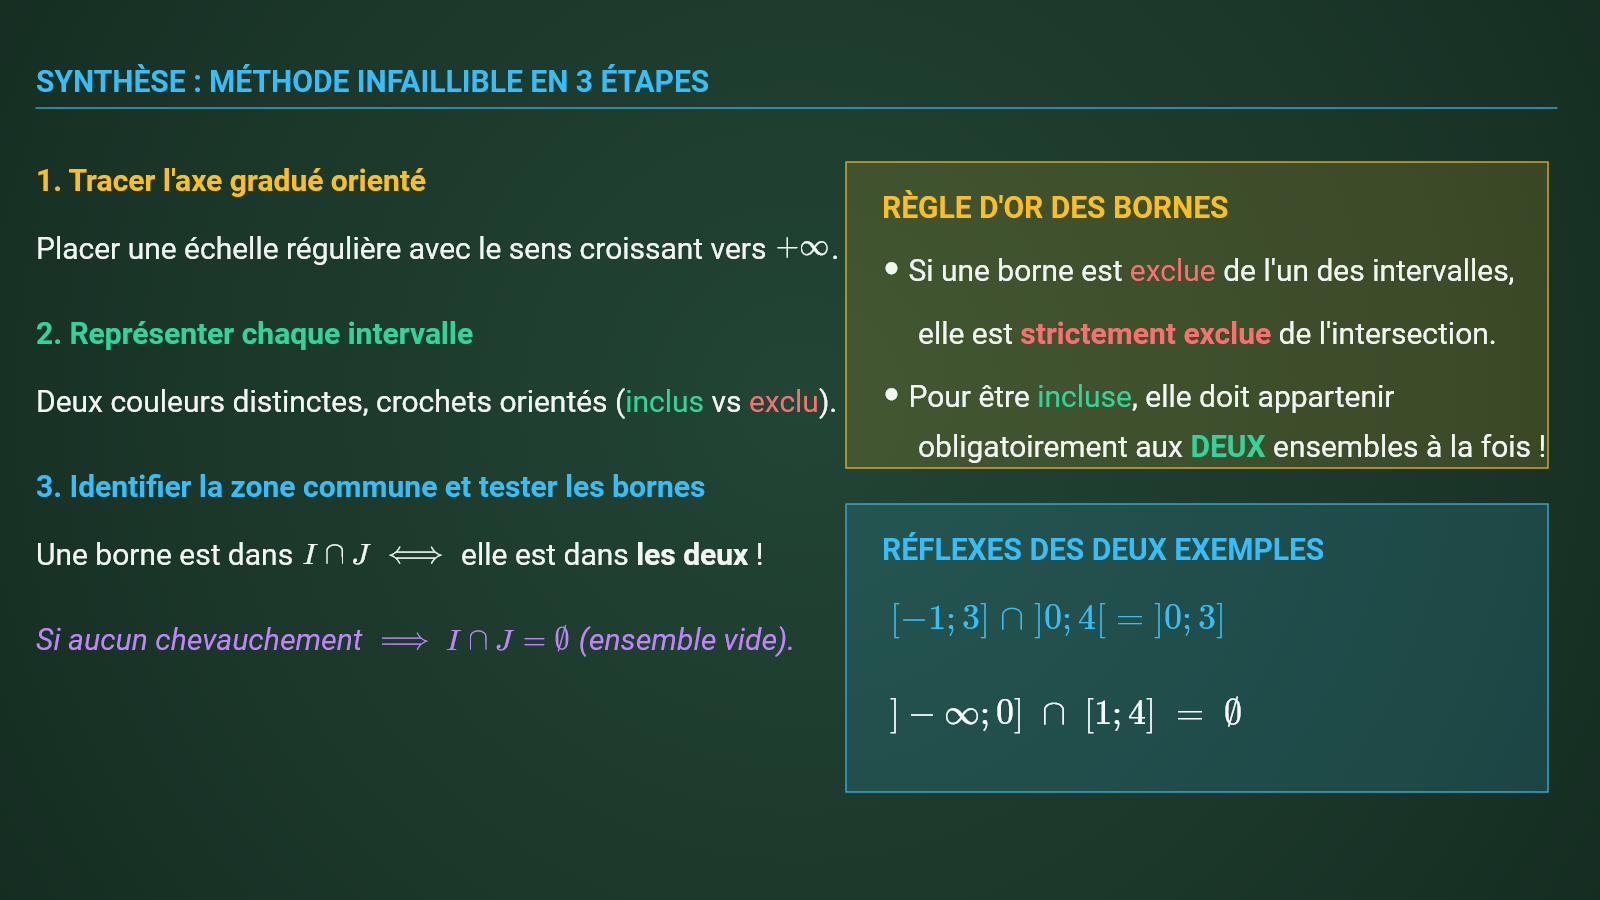 SYNTHÈSE : MÉTHODE INFAILLIBLE EN 3 ÉTAPES
1. Tracer l'axe gradué orienté
Placer une échelle régulière avec le sens croissant vers +∞.
2. Représenter chaque intervalle
Deux couleurs distinctes, crochets orientés (inclus vs exclu).
3. Identifier la zone commune et tester les bornes
Une borne est dans I ∩ J ⟺ elle est dans les deux !
Si aucun chevauchement ⟹ I ∩ J = ∅ (ensemble vide).
RÈGLE D'OR DES BORNES
• Si une borne est exclue de l'un des intervalles,
elle est strictement exclue de l'intersection.
• Pour être incluse, elle doit appartenir
obligatoirement aux DEUX ensembles à la fois !
RÉFLEXES DES DEUX EXEMPLES
[−1; 3] ∩ ]0; 4[ = ]0; 3]
] − ∞; 0] ∩ [1; 4] = ∅